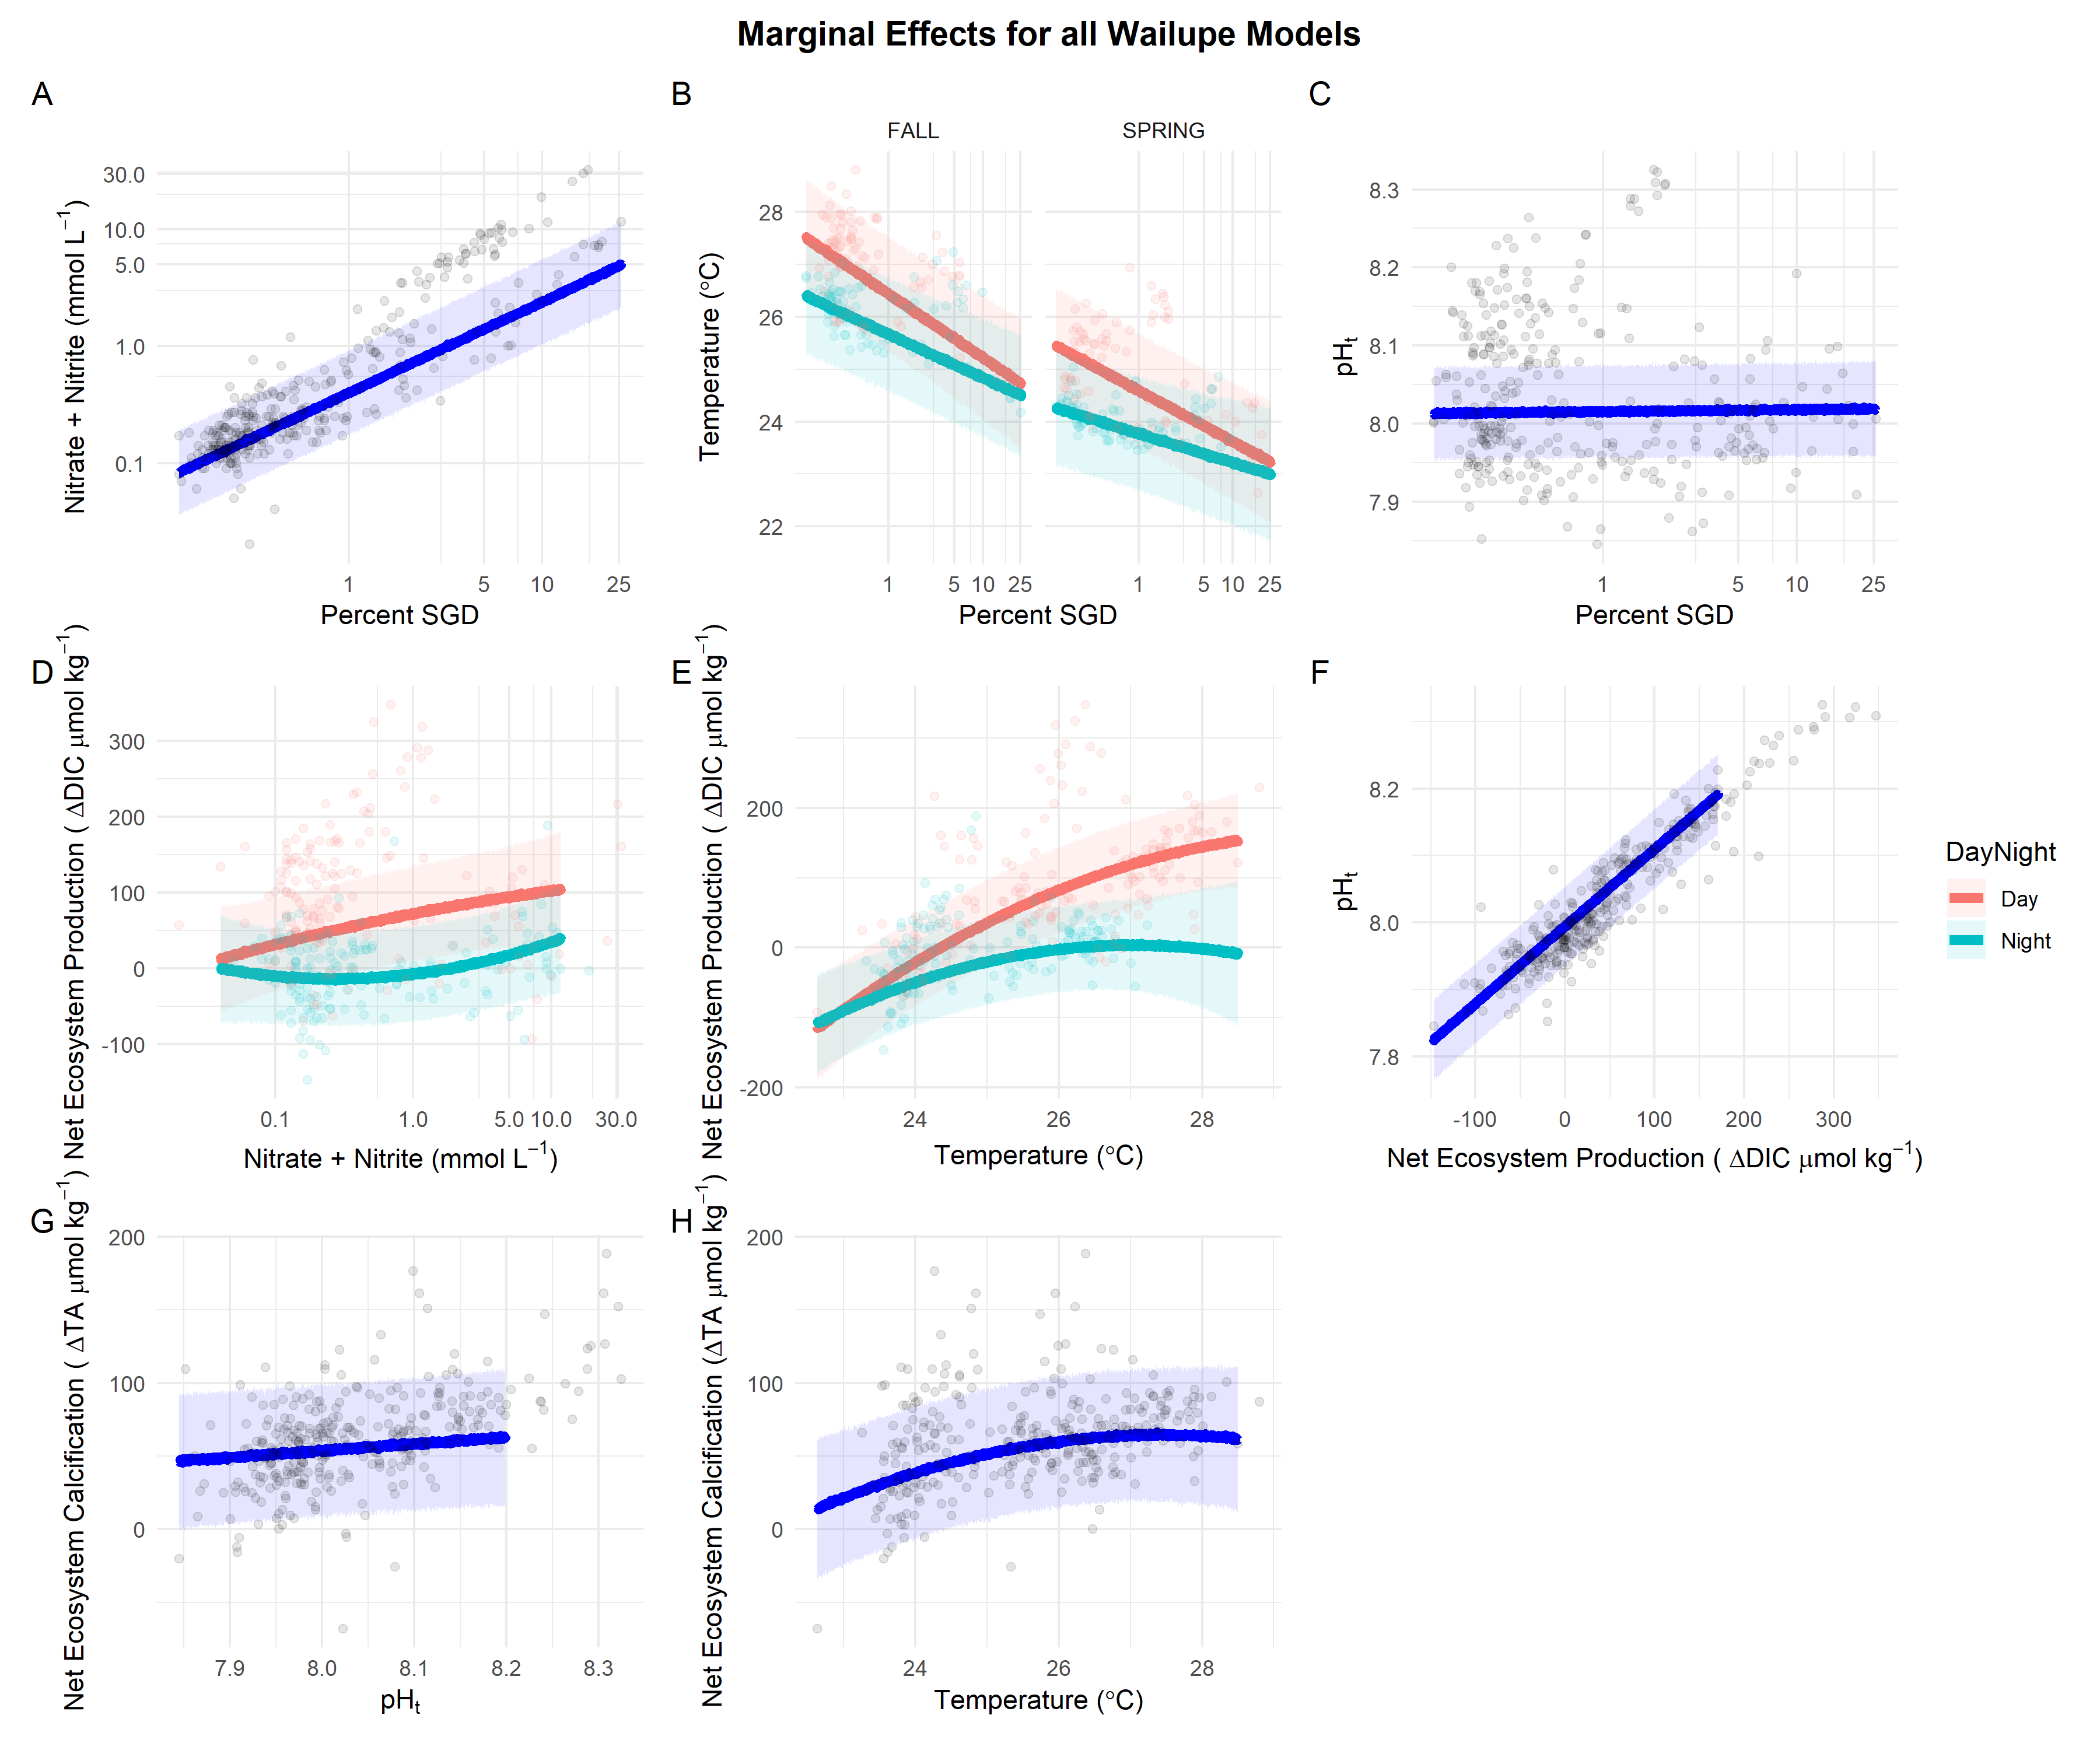 Marginal Effects for all Wailupe Models
A
Nitrate + Nitrite (mmol L⁻¹)
30.0
10.0
5.0
1.0
0.1
1 5 10 25
Percent SGD
B
FALL SPRING
Temperature (°C)
28
26
24
22
1 5 10 25 1 5 10 25
Percent SGD
C
pHₜ
8.3
8.2
8.1
8.0
7.9
1 5 10 25
Percent SGD
D
Net Ecosystem Production ( ΔDIC μmol kg⁻¹)
300
200
100
0
-100
0.1 1.0 5.0 10.0 30.0
Nitrate + Nitrite (mmol L⁻¹)
E
Net Ecosystem Production ( ΔDIC μmol kg⁻¹)
200
0
-200
24 26 28
Temperature (°C)
F
pHₜ
8.2
8.0
7.8
-100 0 100 200 300
Net Ecosystem Production ( ΔDIC μmol kg⁻¹)
DayNight
Day
Night
G
Net Ecosystem Calcification ( ΔTA μmol kg⁻¹)
200
100
0
7.9 8.0 8.1 8.2 8.3
pHₜ
H
Net Ecosystem Calcification (ΔTA μmol kg⁻¹)
200
100
0
24 26 28
Temperature (°C)